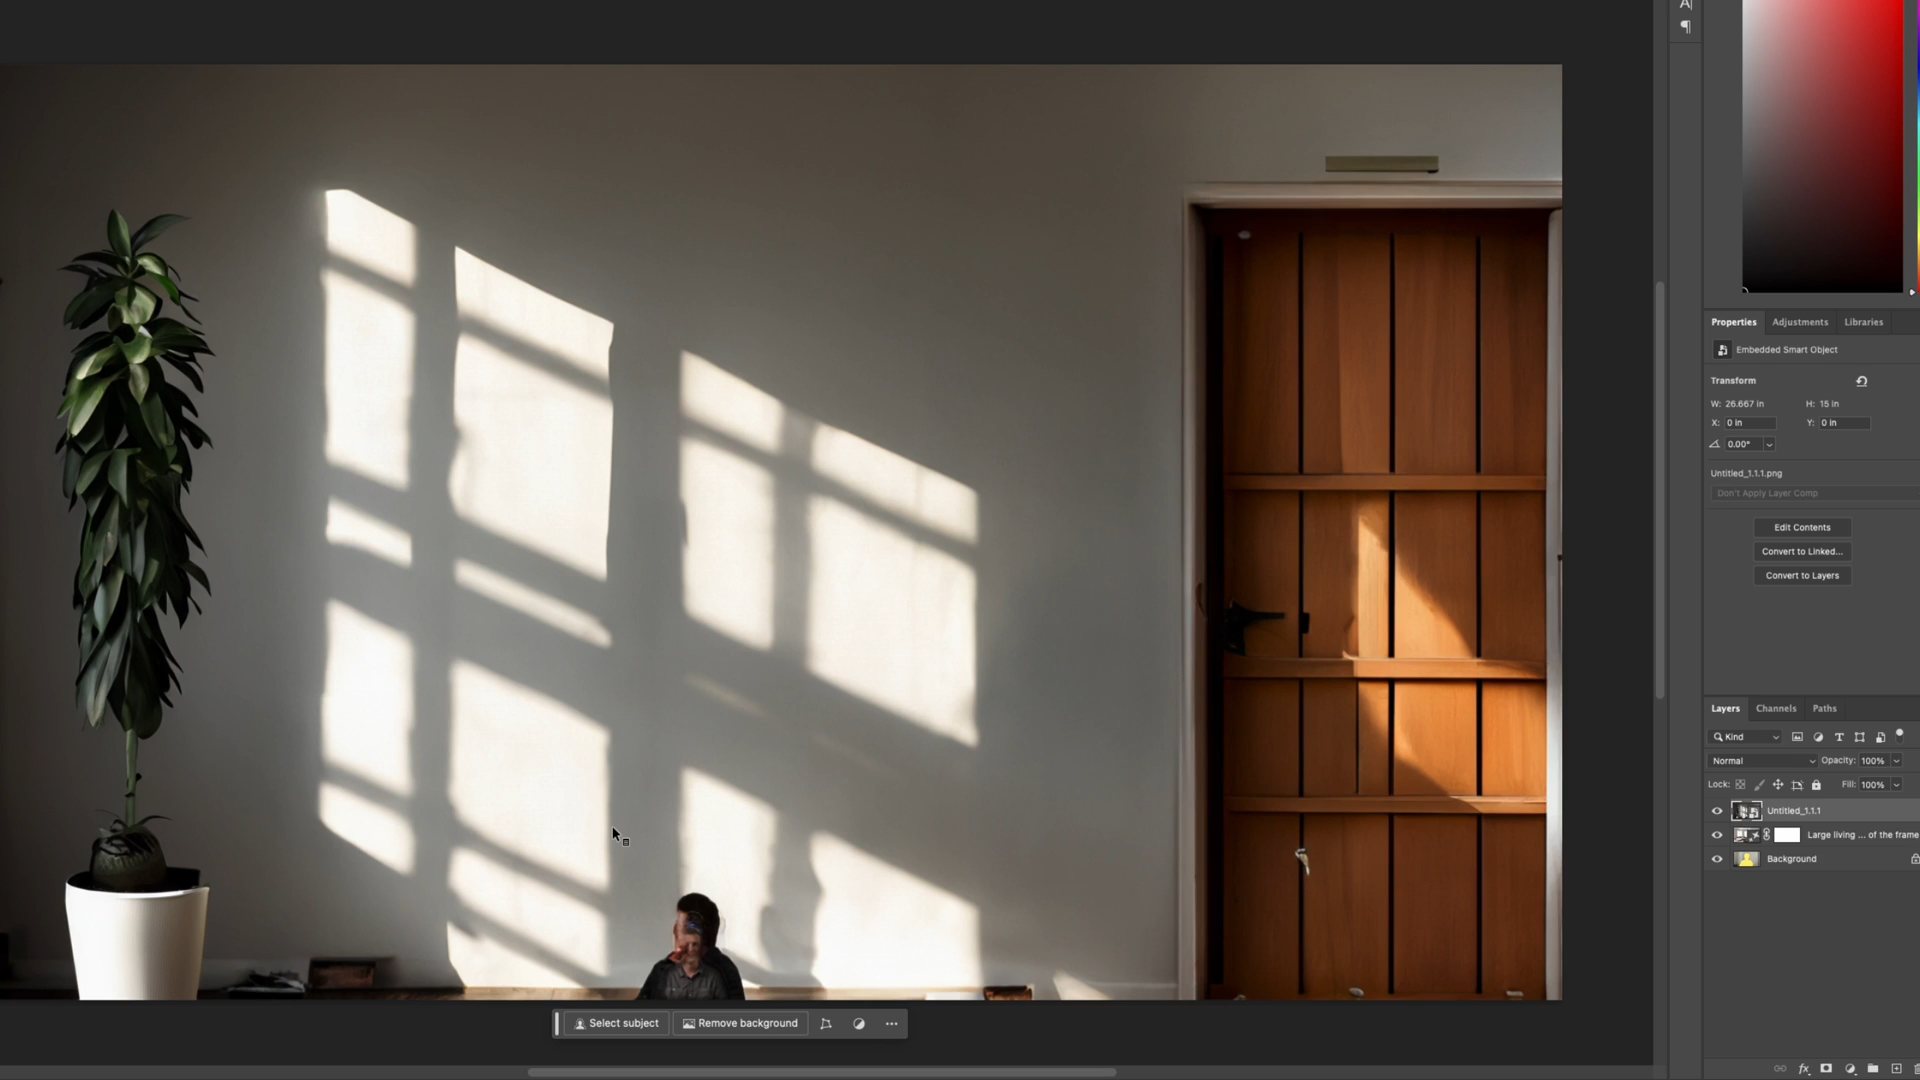 A|
¶
Properties Adjustments Libraries
Embedded Smart Object
Transform
W: 26.667 in H: 15 in
X: 0 in Y: 0 in
0.00°
Untitled_1.1.1.png
Don't Apply Layer Comp
Edit Contents
Convert to Linked...
Convert to Layers
Layers Channels Paths
Kind
Normal Opacity: 100%
Lock: Fill: 100%
Untitled_1.1.1
Large living ... of the frame
Background
Select subject Remove background
fx